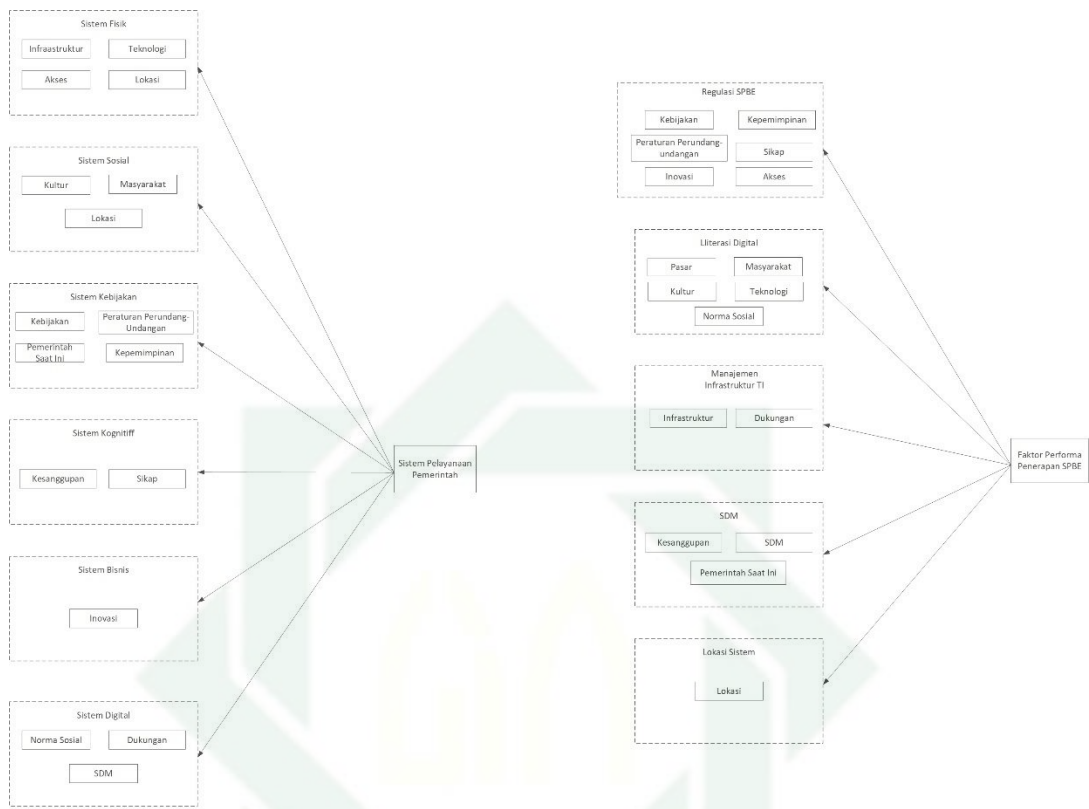 Sistem Fisik
Infraastruktur
Teknologi
Akses
Lokasi
Sistem Sosial
Kultur
Masyarakat
Lokasi
Sistem Kebijakan
Kebijakan
Peraturan Perundang-
Undangan
Pemerintah
Saat Ini
Kepemimpinan
Sistem Kognitiff
Kesanggupan
Sikap
Sistem Bisnis
Inovasi
Sistem Digital
Norma Sosial
Dukungan
SDM
Sistem Pelayanaan
Pemerintah
Regulasi SPBE
Kebijakan
Kepemimpinan
Peraturan Perundang-
undangan
Sikap
Inovasi
Akses
Lliterasi Digital
Pasar
Masyarakat
Kultur
Teknologi
Norma Sosial
Manajemen
Infrastruktur TI
Infrastruktur
Dukungan
SDM
Kesanggupan
SDM
Pemerintah Saat Ini
Lokasi Sistem
Lokasi
Faktor Performa
Penerapan SPBE